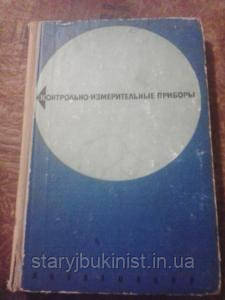 КОНТРОЛЬНО-ИЗМЕРИТЕЛЬНЫЕ ПРИБОРЫ
staryjbukinist.in.ua